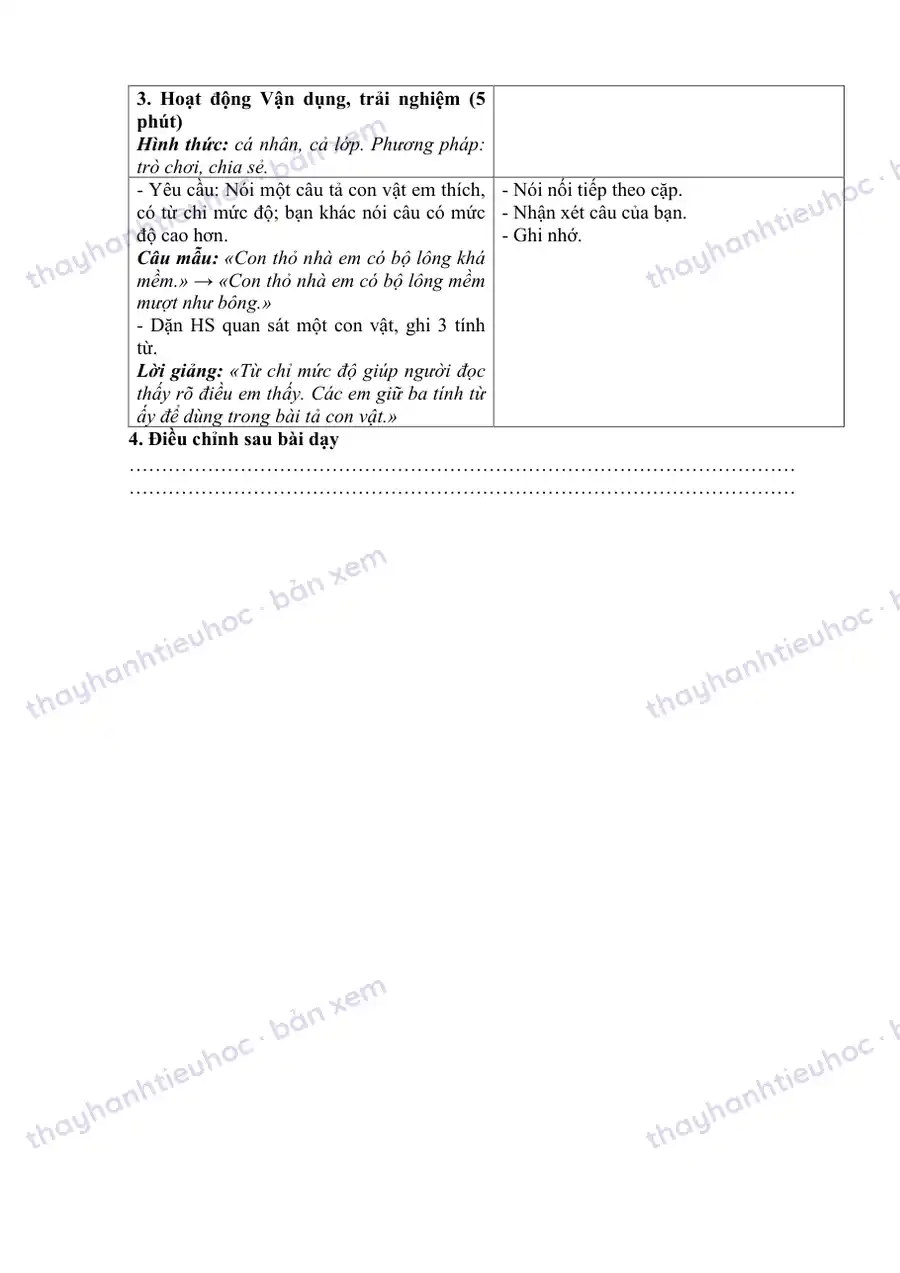 3. Hoạt động Vận dụng, trải nghiệm (5
phút)
Hình thức: cá nhân, cả lớp. Phương pháp:
trò chơi, chia sẻ.
- Yêu cầu: Nói một câu tả con vật em thích,
có từ chỉ mức độ; bạn khác nói câu có mức
độ cao hơn.
Câu mẫu: «Con thỏ nhà em có bộ lông khá
mềm.» → «Con thỏ nhà em có bộ lông mềm
mượt như bông.»
- Dặn HS quan sát một con vật, ghi 3 tính
từ.
Lời giảng: «Từ chỉ mức độ giúp người đọc
thấy rõ điều em thấy. Các em giữ ba tính từ
ấy để dùng trong bài tả con vật.»
- Nói nối tiếp theo cặp.
- Nhận xét câu của bạn.
- Ghi nhớ.
4. Điều chỉnh sau bài dạy
……………………………………………………………………………………
……………………………………………………………………………………
thayhanhtieuhoc · bản xem
thayhanhtieuhoc · b
thayhanhtieuhoc · bản xem
thayhanhtieuhoc · b
thayhanhtieuhoc · bản xem
thayhanhtieuhoc · b